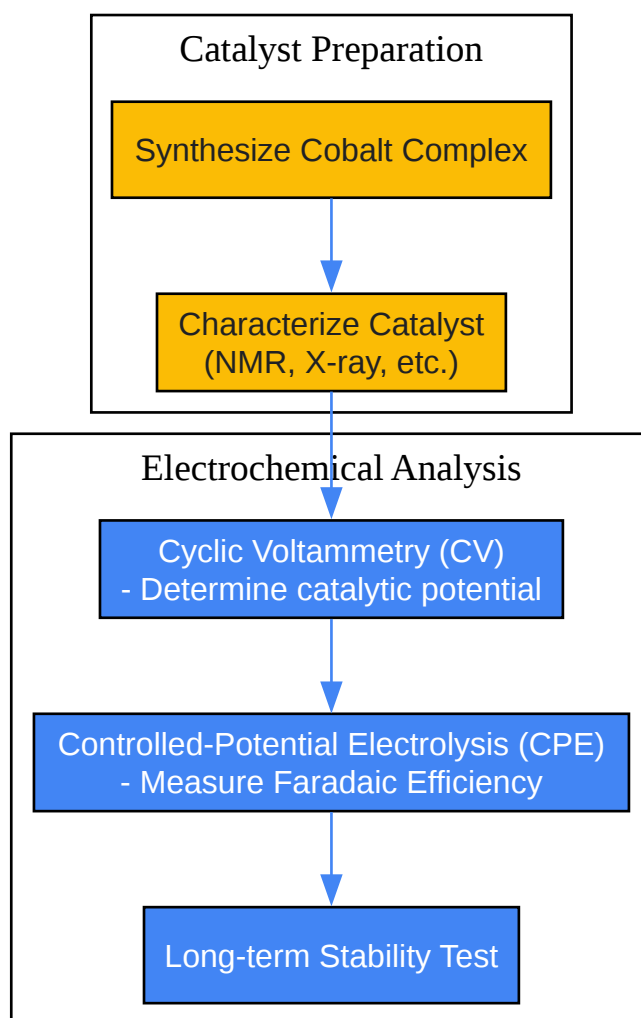 Catalyst Preparation
Synthesize Cobalt Complex
Characterize Catalyst
(NMR, X-ray, etc.)
Electrochemical Analysis
Cyclic Voltammetry (CV)
- Determine catalytic potential
Controlled-Potential Electrolysis (CPE)
- Measure Faradaic Efficiency
Long-term Stability Test